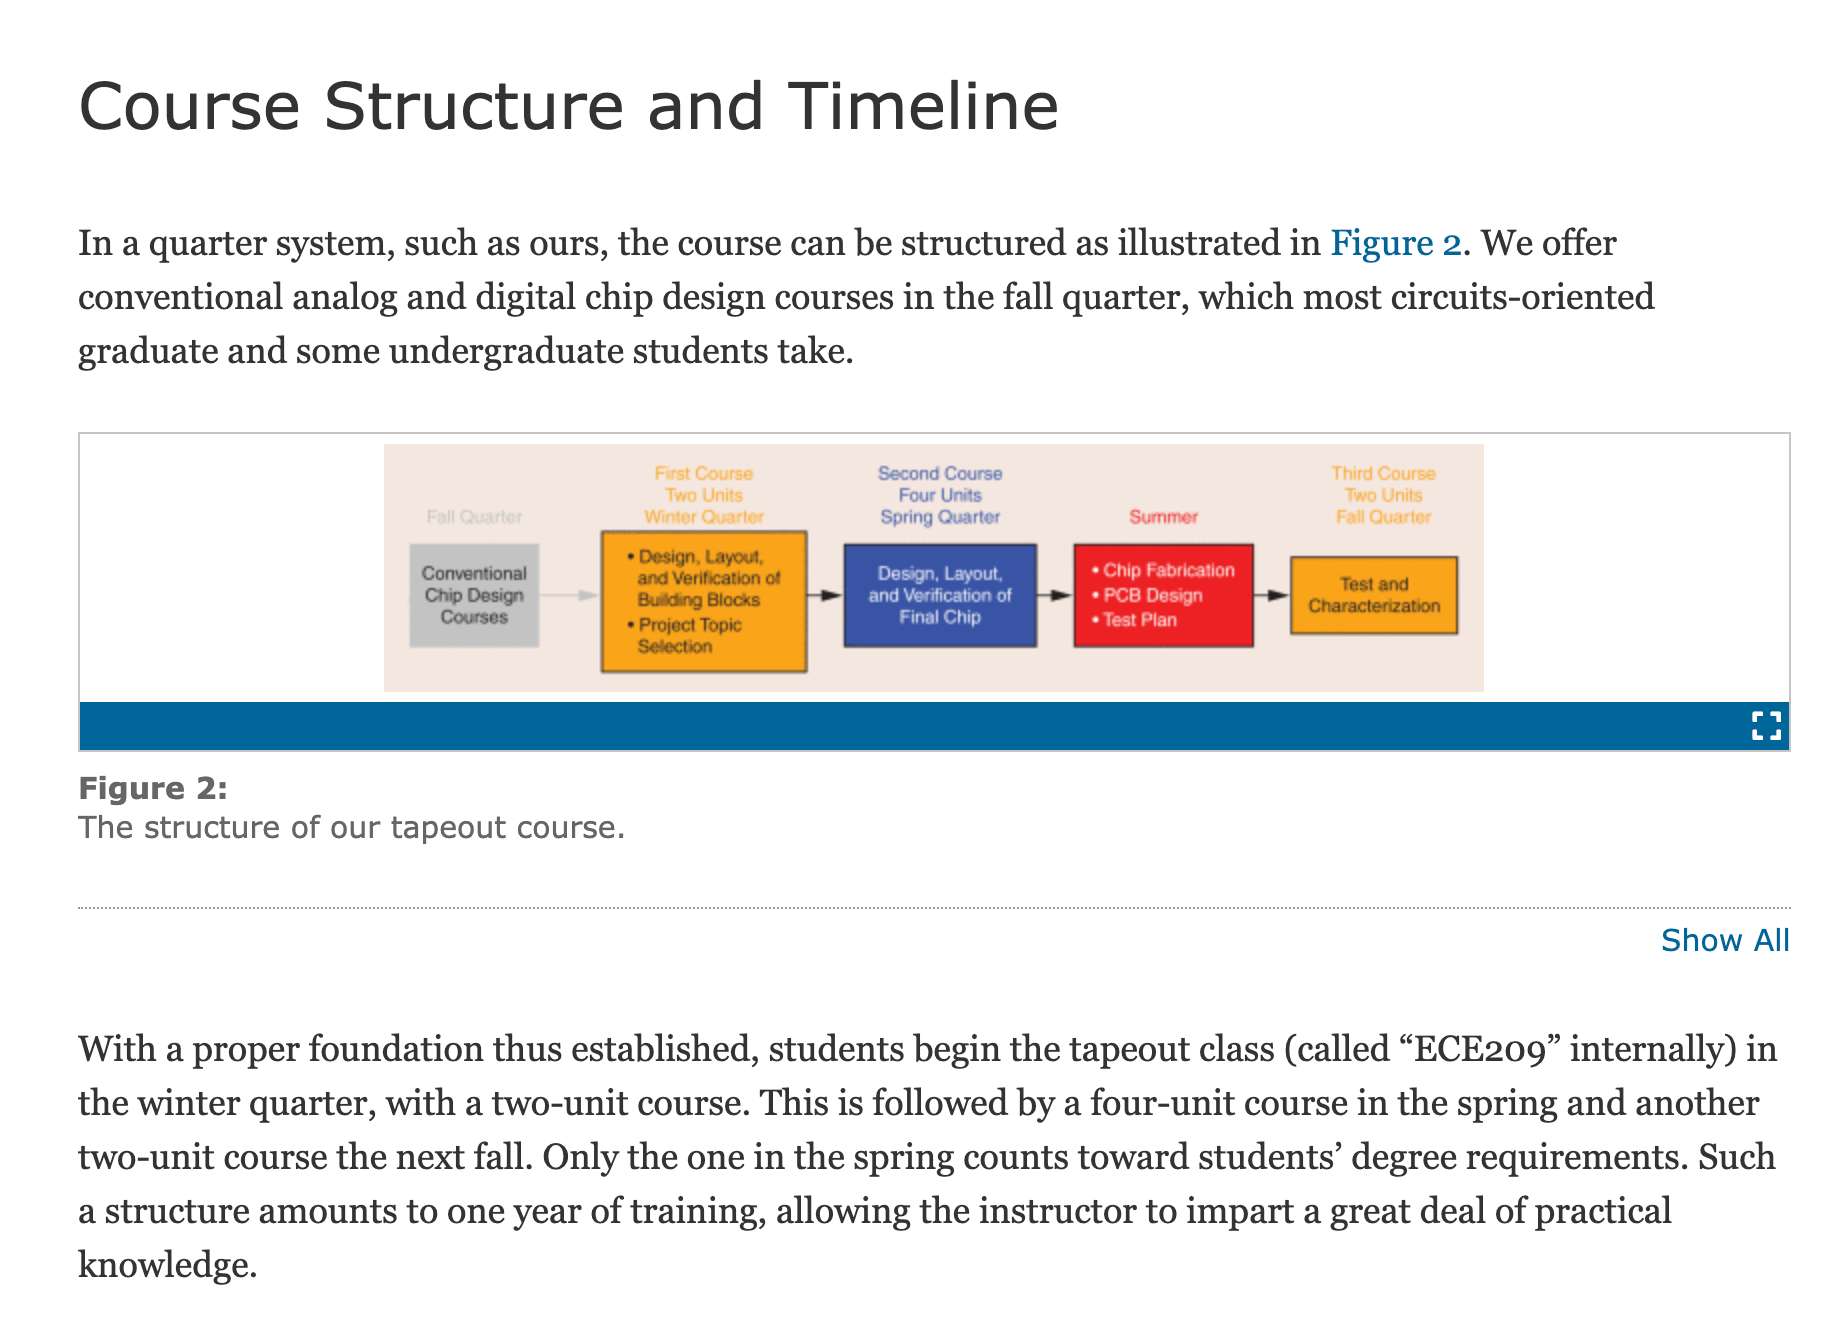 Course Structure and Timeline
In a quarter system, such as ours, the course can be structured as illustrated in Figure 2. We offer
conventional analog and digital chip design courses in the fall quarter, which most circuits-oriented
graduate and some undergraduate students take.
Fall Quarter
Conventional
Chip Design
Courses
First Course
Two Units
Winter Quarter
• Design, Layout,
and Verification of
Building Blocks
• Project Topic
Selection
Second Course
Four Units
Spring Quarter
Design, Layout,
and Verification of
Final Chip
Summer
• Chip Fabrication
• PCB Design
• Test Plan
Third Course
Two Units
Fall Quarter
Test and
Characterization
Figure 2:
The structure of our tapeout course.
Show All
With a proper foundation thus established, students begin the tapeout class (called “ECE209” internally) in
the winter quarter, with a two-unit course. This is followed by a four-unit course in the spring and another
two-unit course the next fall. Only the one in the spring counts toward students’ degree requirements. Such
a structure amounts to one year of training, allowing the instructor to impart a great deal of practical
knowledge.